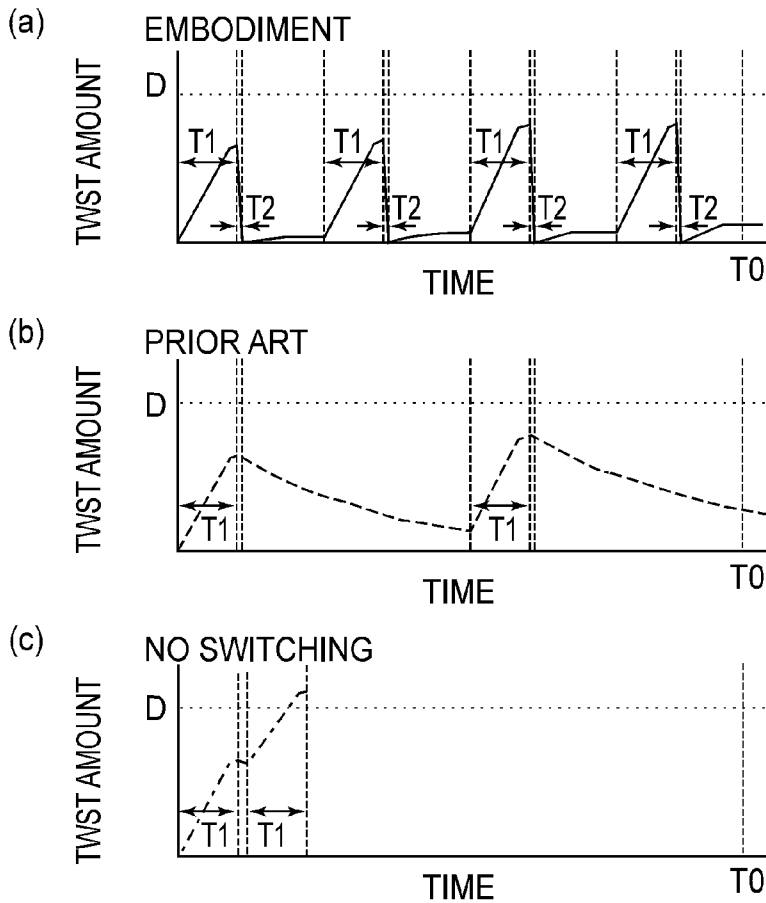 (a)
EMBODIMENT
TWST AMOUNT
D
T1 T1 T1 T1
T2 T2 T2 T2
TIME
T0
(b)
PRIOR ART
TWST AMOUNT
D
T1 T1
TIME
T0
(c)
NO SWITCHING
TWST AMOUNT
D
T1 T1
TIME
T0